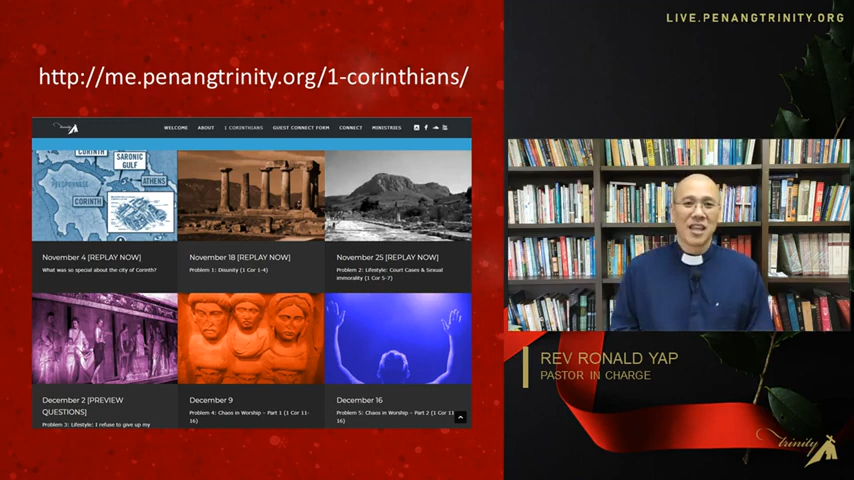 LIVE.PENANGTRINITY.ORG
http://me.penangtrinity.org/1-corinthians/
WELCOME ABOUT 1 CORINTHIANS GUEST CONNECT FORM CONNECT MINISTRIES
CORINTH
SARONIC
GULF
ATHENS
CORINTH
November 4 [REPLAY NOW]
What was so special about the city of Corinth?
November 18 [REPLAY NOW]
Problem 1: Disunity (1 Cor 1-4)
November 25 [REPLAY NOW]
Problem 2: Lifestyle: Court Cases & Sexual
Immorality (1 Cor 5-7)
December 2 [PREVIEW
QUESTIONS]
Problem 3: Lifestyle: I refuse to give up my
December 9
Problem 4: Chaos in Worship – Part 1 (1 Cor 11-
16)
December 16
Problem 5: Chaos in Worship – Part 2 (1 Cor 11
16)
REV RONALD YAP
PASTOR IN CHARGE
trinity